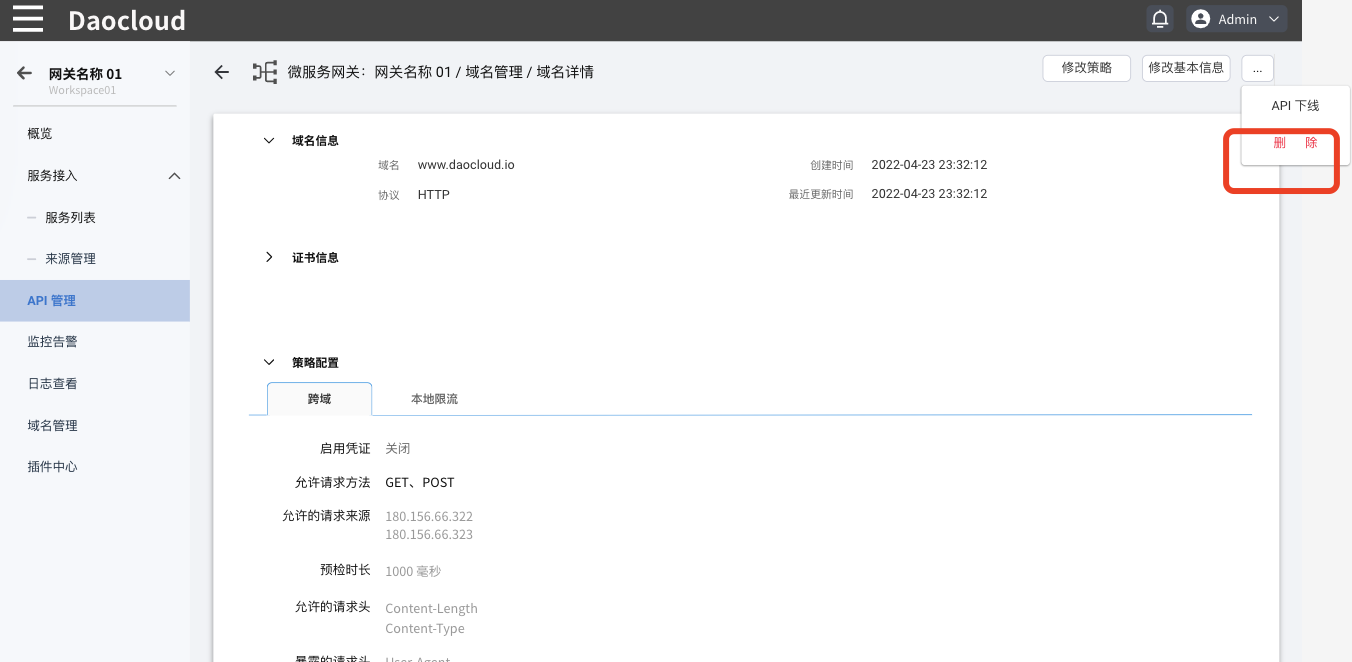 Daocloud
Admin
网关名称 01
Workspace01
微服务网关：网关名称 01 / 域名管理 / 域名详情
修改策略
修改基本信息
...
API 下线
删 除
概览
服务接入
服务列表
来源管理
API 管理
监控告警
日志查看
域名管理
插件中心
域名信息
域名 www.daocloud.io
创建时间 2022-04-23 23:32:12
协议 HTTP
最近更新时间 2022-04-23 23:32:12
证书信息
策略配置
跨域
本地限流
启用凭证 关闭
允许请求方法 GET、POST
允许的请求来源 180.156.66.322
180.156.66.323
预检时长 1000 毫秒
允许的请求头 Content-Length
Content-Type
暴露的请求头 User-Agent